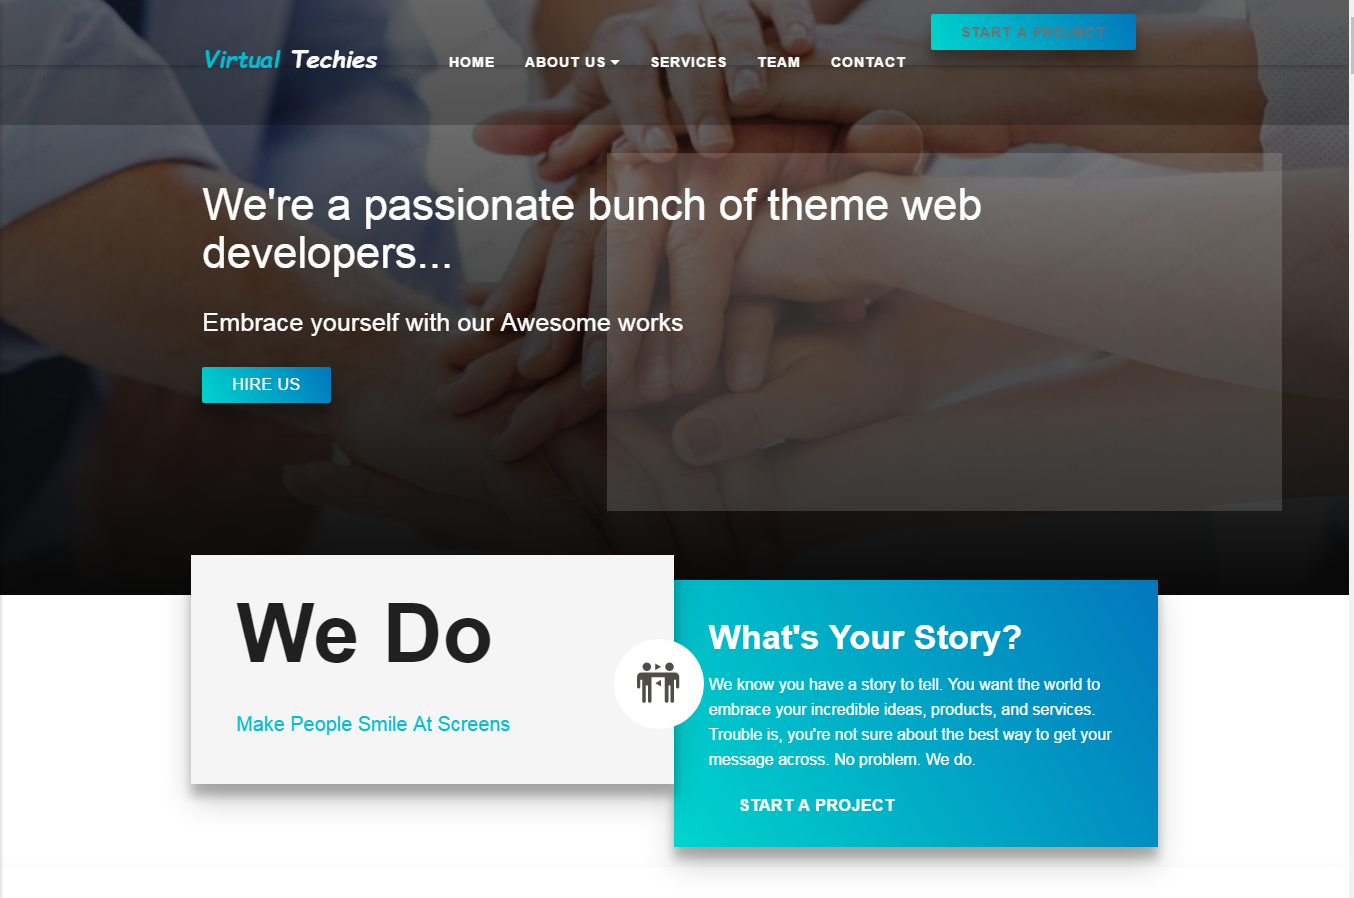 START A PROJECT
Virtual Techies
HOME
ABOUT US
SERVICES
TEAM
CONTACT
We're a passionate bunch of theme web
developers...
Embrace yourself with our Awesome works
HIRE US
We Do
Make People Smile At Screens
What's Your Story?
We know you have a story to tell. You want the world to
embrace your incredible ideas, products, and services.
Trouble is, you're not sure about the best way to get your
message across. No problem. We do.
START A PROJECT